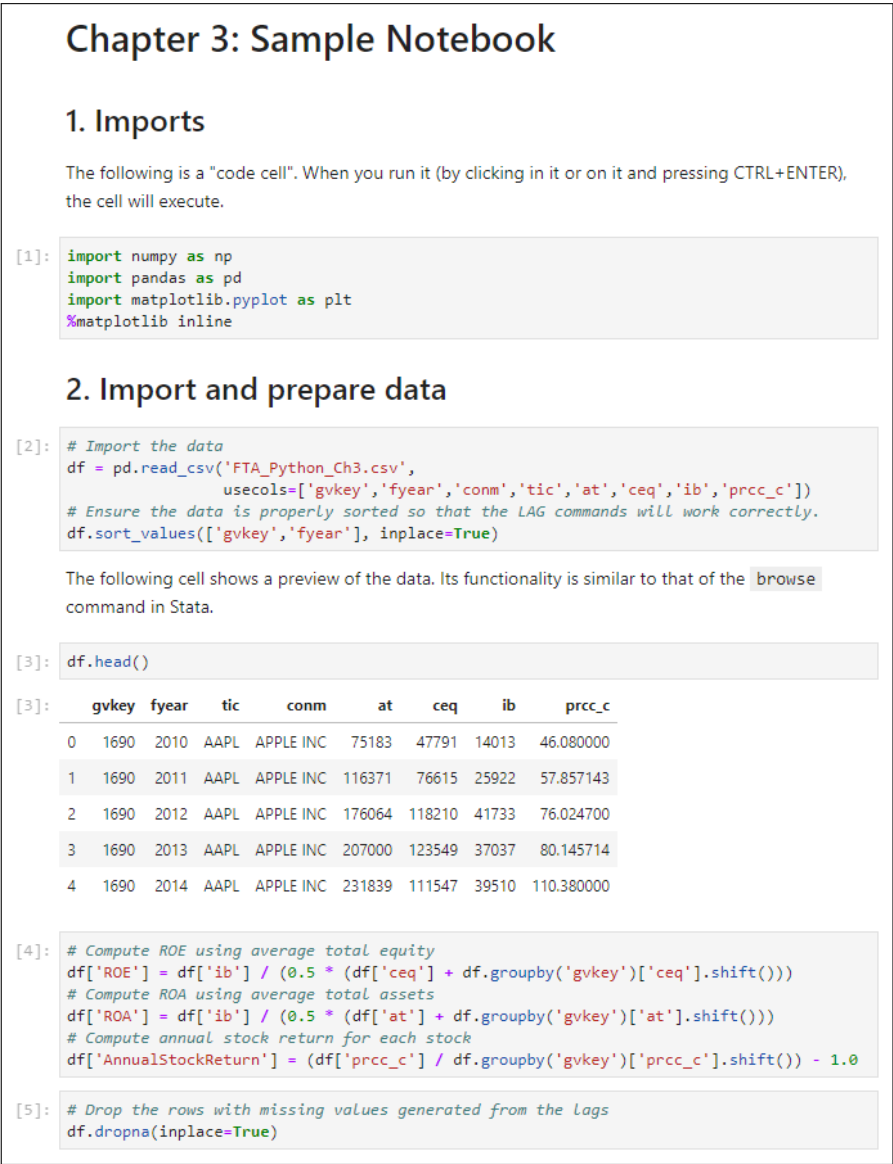 Chapter 3: Sample Notebook
1. Imports
The following is a "code cell". When you run it (by clicking in it or on it and pressing CTRL+ENTER),
the cell will execute.
[1]: import numpy as np
import pandas as pd
import matplotlib.pyplot as plt
%matplotlib inline
2. Import and prepare data
[2]: # Import the data
df = pd.read_csv('FTA_Python_Ch3.csv',
usecols=['gvkey','fyear','conm','tic','at','ceq','ib','prcc_c'])
# Ensure the data is properly sorted so that the LAG commands will work correctly.
df.sort_values(['gvkey','fyear'], inplace=True)
The following cell shows a preview of the data. Its functionality is similar to that of the browse
command in Stata.
[3]: df.head()
[3]: gvkey fyear tic conm at ceq ib prcc_c
0 1690 2010 AAPL APPLE INC 75183 47791 14013 46.080000
1 1690 2011 AAPL APPLE INC 116371 76615 25922 57.857143
2 1690 2012 AAPL APPLE INC 176064 118210 41733 76.024700
3 1690 2013 AAPL APPLE INC 207000 123549 37037 80.145714
4 1690 2014 AAPL APPLE INC 231839 111547 39510 110.380000
[4]: # Compute ROE using average total equity
df['ROE'] = df['ib'] / (0.5 * (df['ceq'] + df.groupby('gvkey')['ceq'].shift()))
# Compute ROA using average total assets
df['ROA'] = df['ib'] / (0.5 * (df['at'] + df.groupby('gvkey')['at'].shift()))
# Compute annual stock return for each stock
df['AnnualStockReturn'] = (df['prcc_c'] / df.groupby('gvkey')['prcc_c'].shift()) - 1.0
[5]: # Drop the rows with missing values generated from the lags
df.dropna(inplace=True)